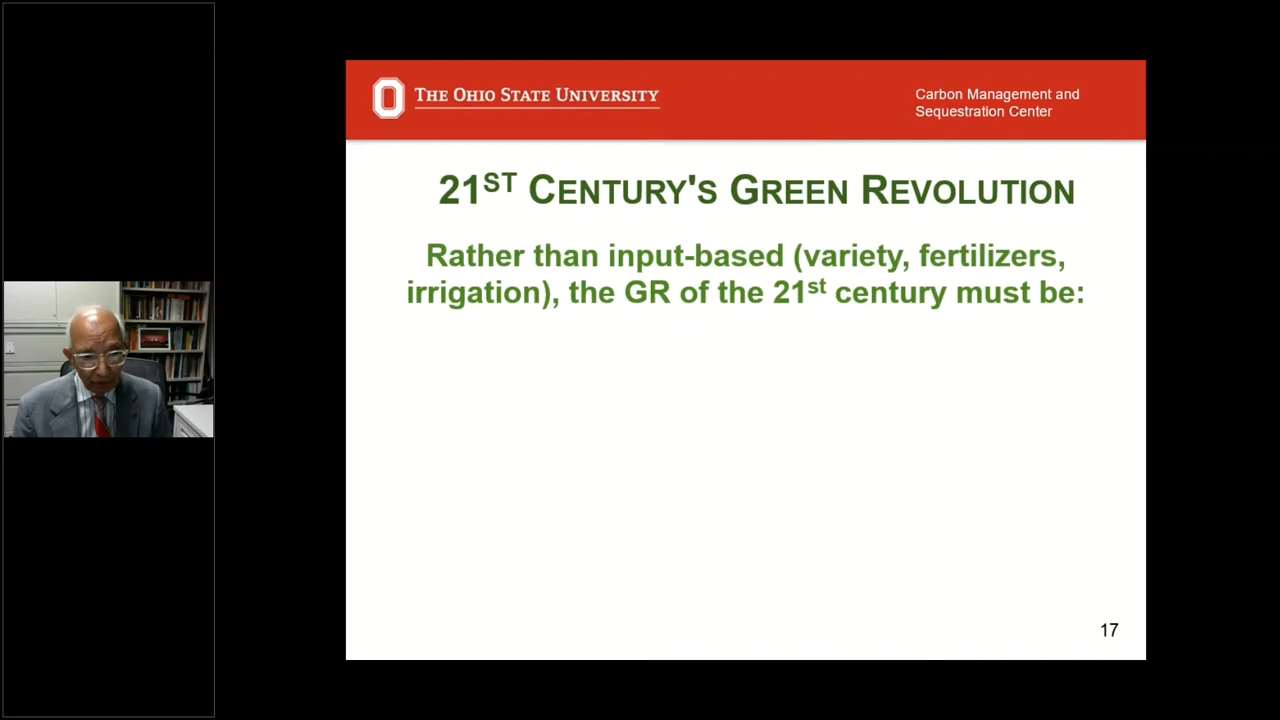 THE OHIO STATE UNIVERSITY
Carbon Management and
Sequestration Center
21ST CENTURY'S GREEN REVOLUTION
Rather than input-based (variety, fertilizers,
irrigation), the GR of the 21st century must be:
17